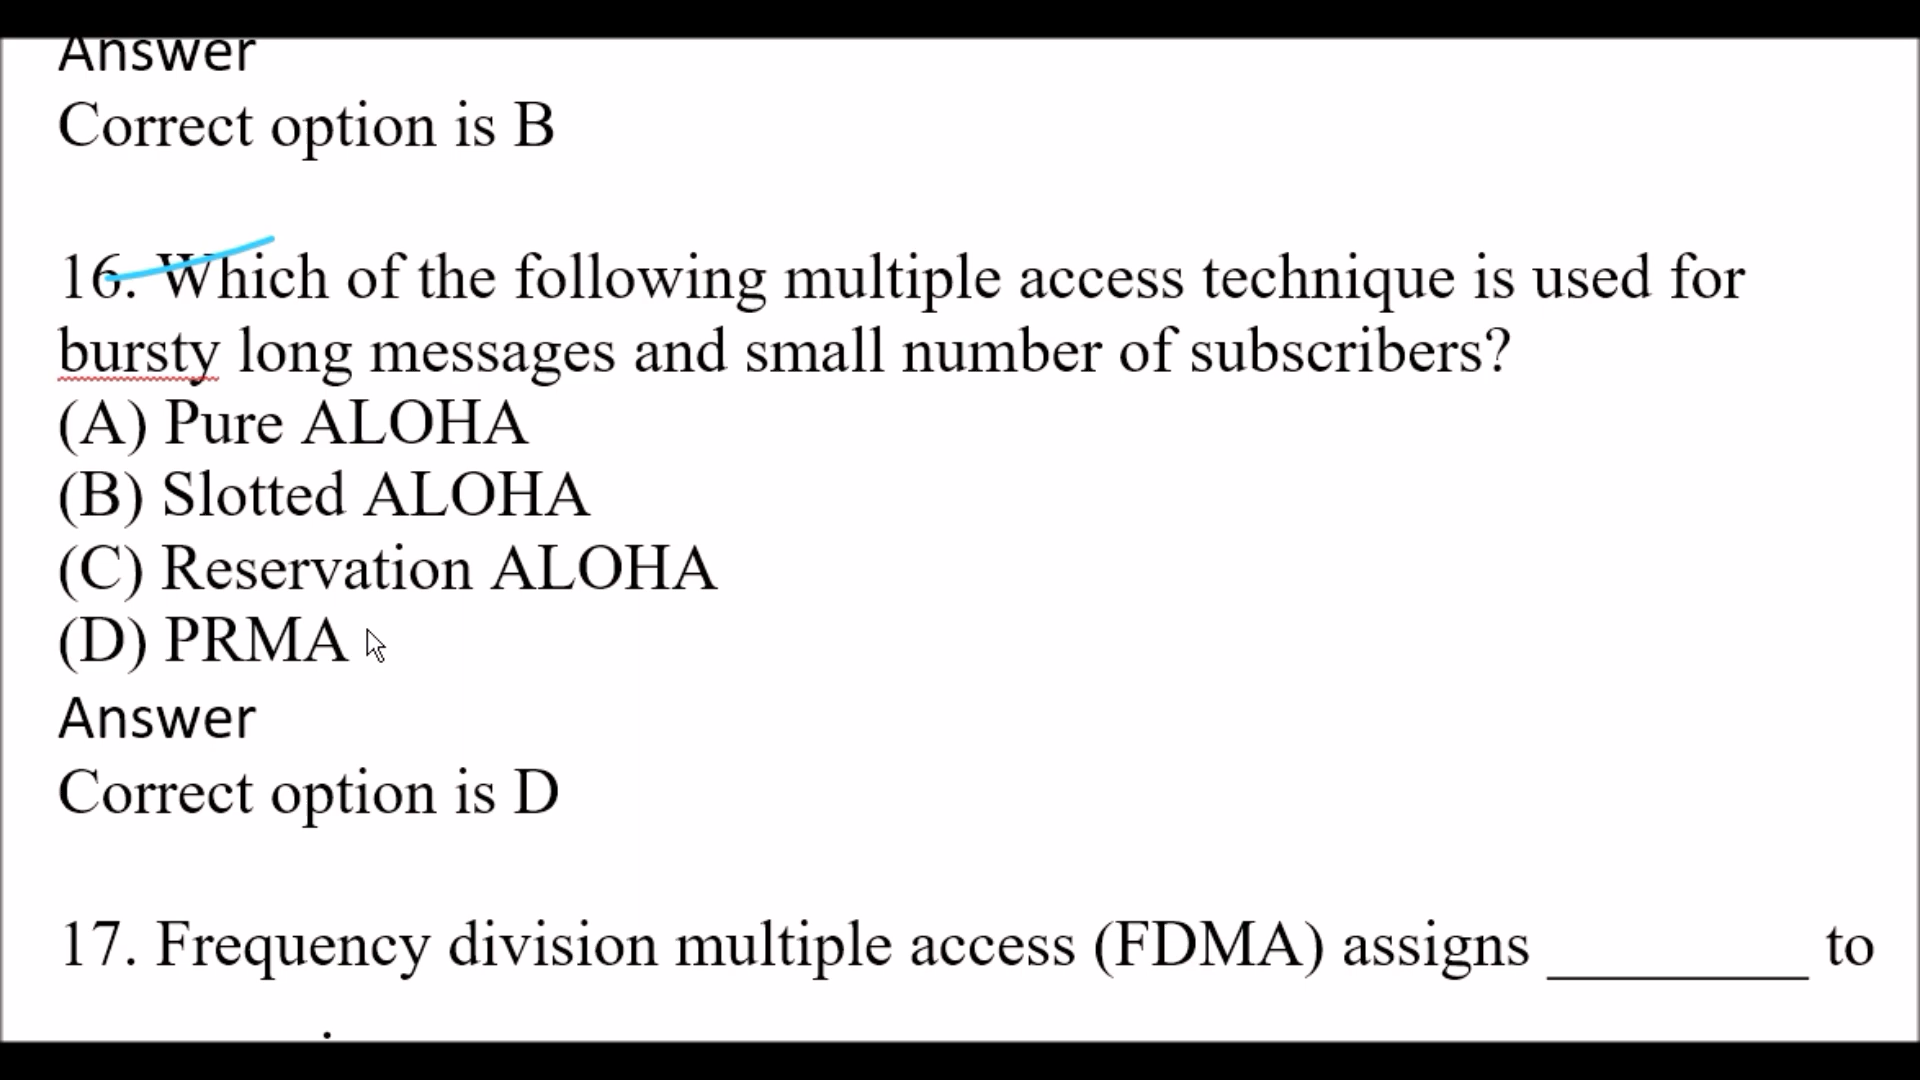 Answer
Correct option is B
16. Which of the following multiple access technique is used for
bursty long messages and small number of subscribers?
(A) Pure ALOHA
(B) Slotted ALOHA
(C) Reservation ALOHA
(D) PRMA
Answer
Correct option is D
17. Frequency division multiple access (FDMA) assigns ________ to